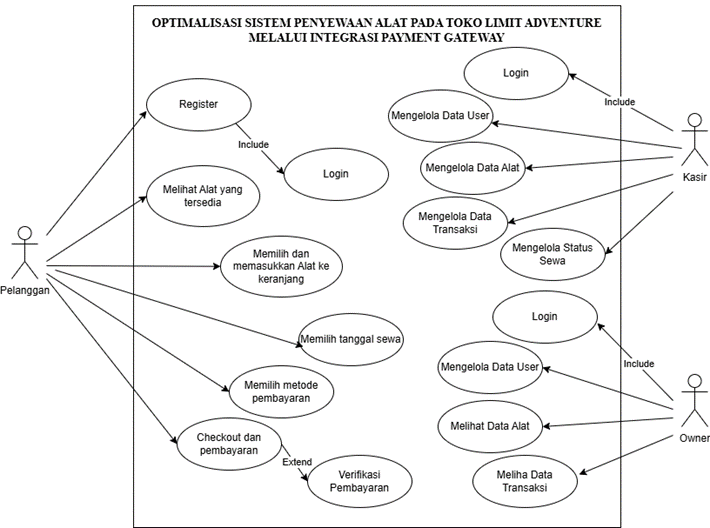 OPTIMALISASI SISTEM PENYEWAAN ALAT PADA TOKO LIMIT ADVENTURE
MELALUI INTEGRASI PAYMENT GATEWAY
Login
Include
Register
Mengelola Data User
Include
Mengelola Data Alat
Login
Kasir
Melihat Alat yang
tersedia
Mengelola Data
Transaksi
Mengelola Status
Sewa
Memilih dan
memasukkan Alat ke
keranjang
Pelanggan
Login
Memilih tanggal sewa
Include
Mengelola Data User
Memilih metode
pembayaran
Melihat Data Alat
Owner
Checkout dan
pembayaran
Extend
Verifikasi
Pembayaran
Meliha Data
Transaksi